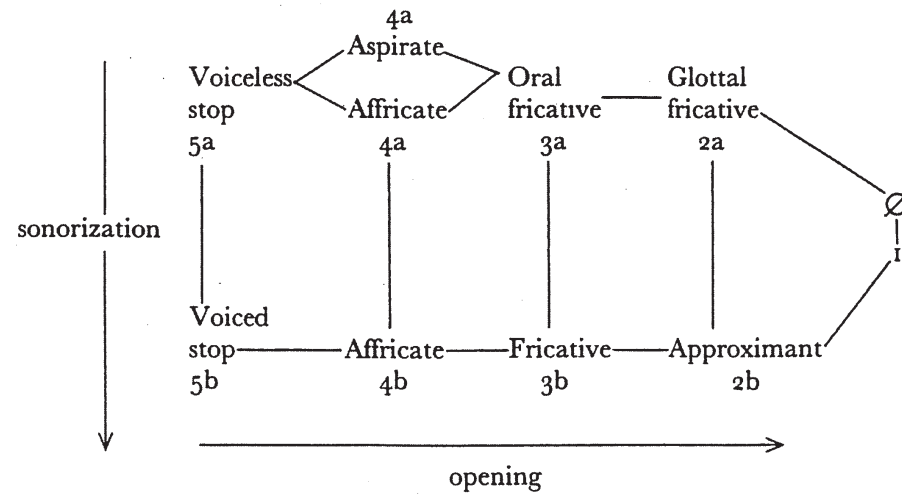 4a
Aspirate
Voiceless
stop
5a
Affricate
4a
Oral
fricative
3a
Glottal
fricative
2a
Ø
1
sonorization
Voiced
stop
5b
Affricate
4b
Fricative
3b
Approximant
2b
opening